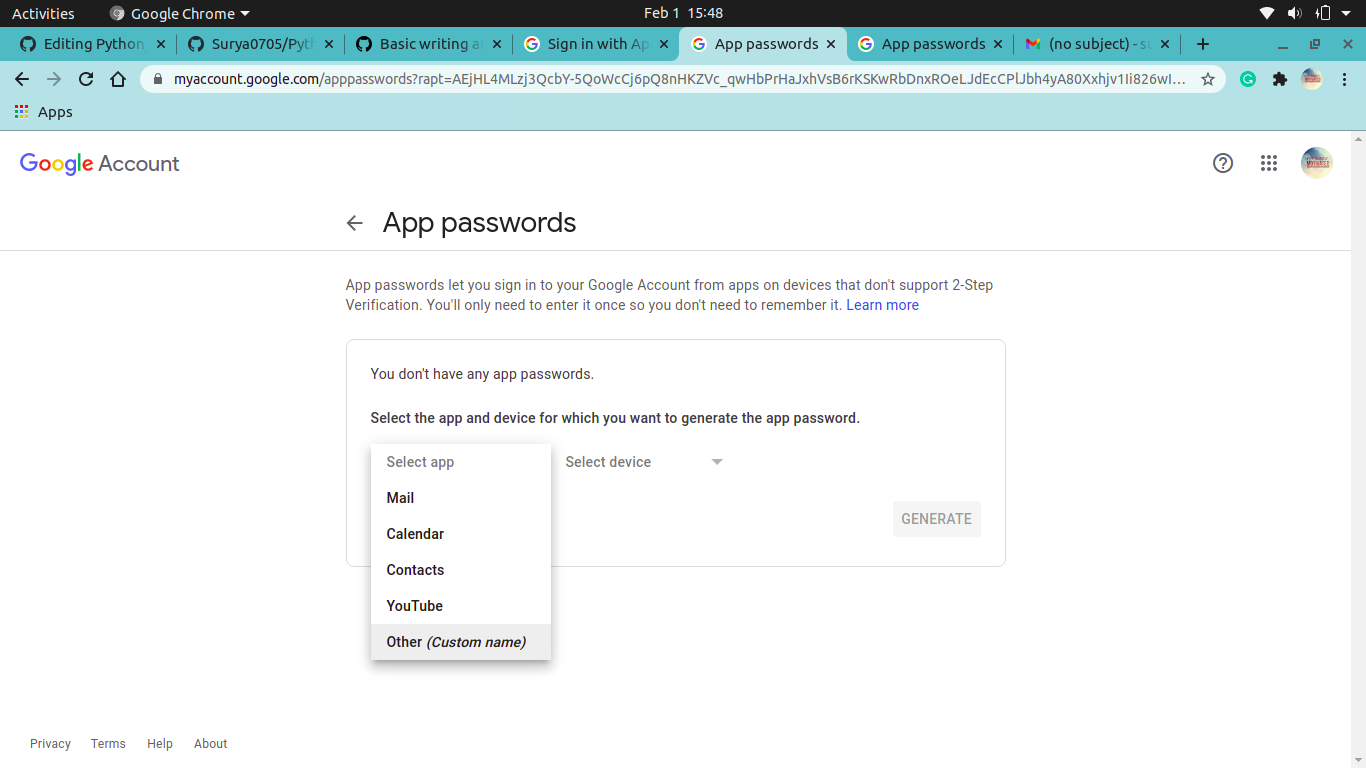 Activities
Google Chrome
Feb 1 15:48
Editing Python
Surya0705/Pyth
Basic writing a
Sign in with Ap
App passwords
App passwords
(no subject) - su
myaccount.google.com/apppasswords?rapt=AEjHL4MLzj3QcbY-5QoWcCj6pQ8nHKZVc_qwHbPrHaJxhVsB6rKSKwRbDnxROeLJdEcCPlJbh4yA80Xxhjv1Ii826wI...
Apps
Google Account
App passwords
App passwords let you sign in to your Google Account from apps on devices that don't support 2-Step
Verification. You'll only need to enter it once so you don't need to remember it. Learn more
You don't have any app passwords.
Select the app and device for which you want to generate the app password.
Select app
Select device
Mail
GENERATE
Calendar
Contacts
YouTube
Other (Custom name)
Privacy
Terms
Help
About